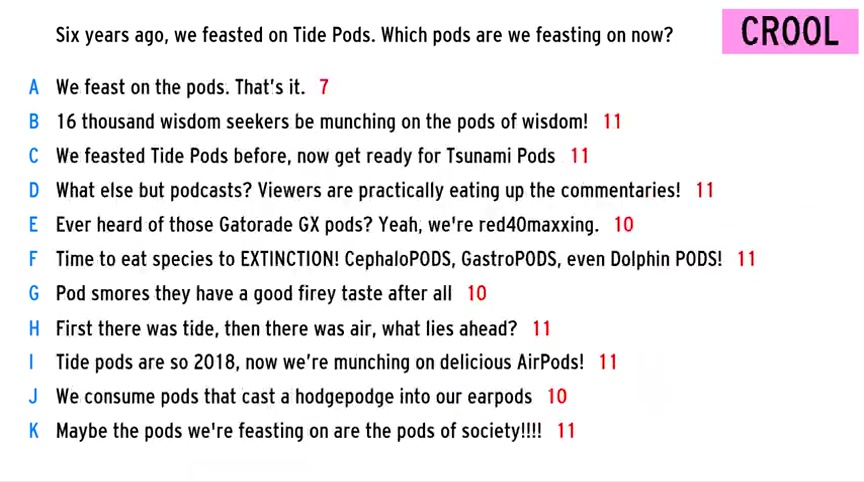 Six years ago, we feasted on Tide Pods. Which pods are we feasting on now?
CROOL
A We feast on the pods. That's it. 7
B 16 thousand wisdom seekers be munching on the pods of wisdom! 11
C We feasted Tide Pods before, now get ready for Tsunami Pods 11
D What else but podcasts? Viewers are practically eating up the commentaries! 11
E Ever heard of those Gatorade GX pods? Yeah, we're red40maxxing. 10
F Time to eat species to EXTINCTION! CephaloPODS, GastroPODS, even Dolphin PODS! 11
G Pod smores they have a good firey taste after all 10
H First there was tide, then there was air, what lies ahead? 11
I Tide pods are so 2018, now we're munching on delicious AirPods! 11
J We consume pods that cast a hodgepodge into our earpods 10
K Maybe the pods we're feasting on are the pods of society!!!! 11